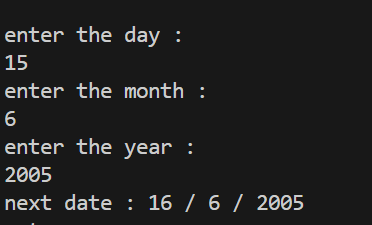 enter the day :
15
enter the month :
6
enter the year :
2005
next date : 16 / 6 / 2005